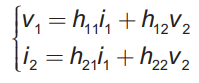 v₁ = h₁₁i₁ + h₁₂v₂
i₂ = h₂₁i₁ + h₂₂v₂